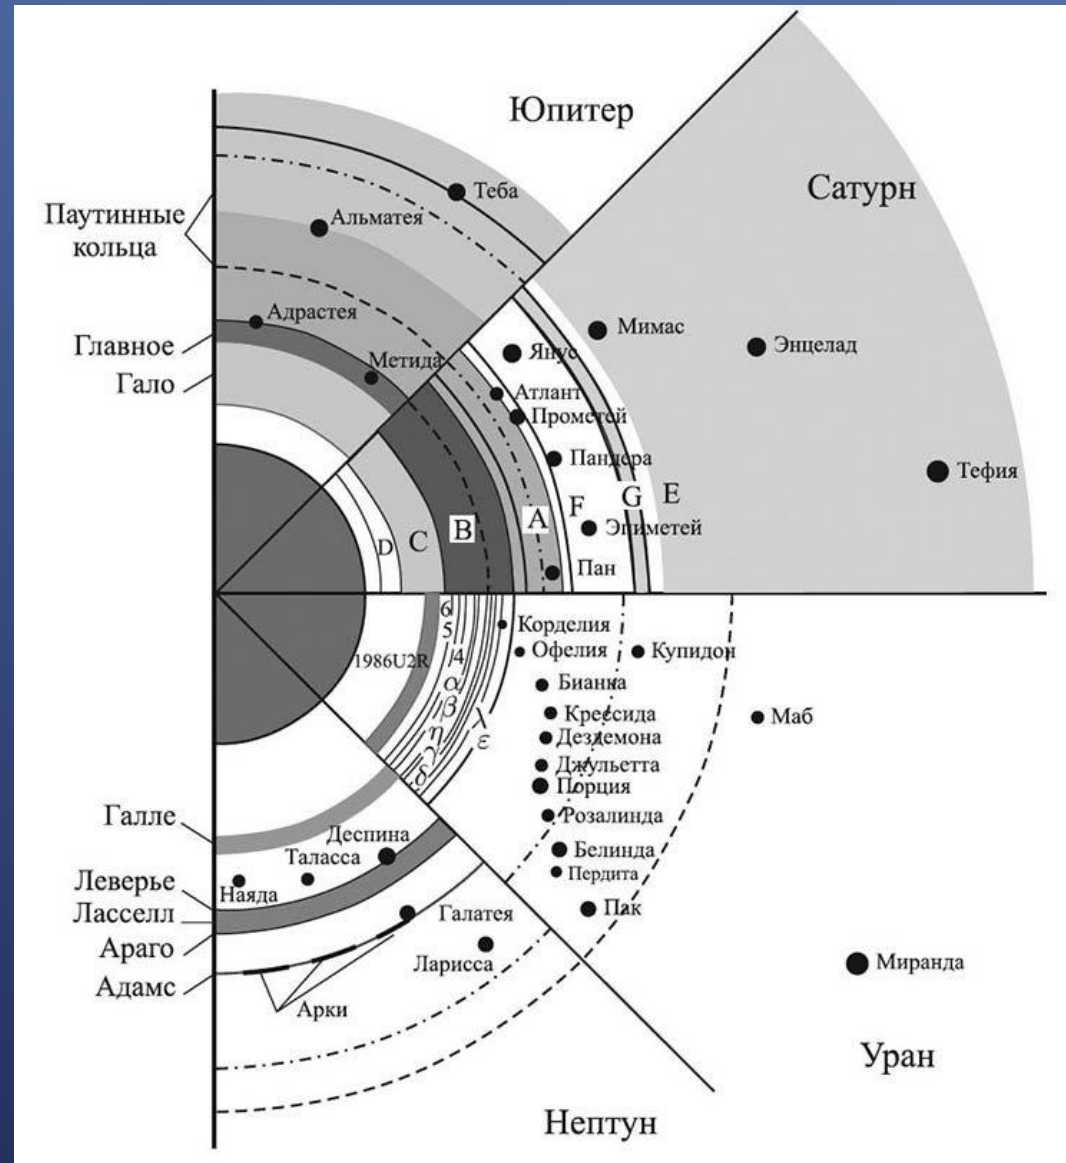 Юпитер
Сатурн
Теба
Паутинные
кольца
Альматея
Адрастея
Главное
Метида
Гало
Мимас
Янус
Энцелад
Атлант
Прометей
Пандера
Тефия
D
C
B
A
F
G
E
Эпиметей
Пан
6
5
4
1986U2R
α
β
η
γ
δ
λ
ε
Корделия
Офелия
Купидон
Бианка
Крессида
Маб
Дездемона
Джульетта
Порция
Розалинда
Белинда
Пердита
Пак
Миранда
Уран
Галле
Деспина
Таласса
Наяда
Леверье
Ласселл
Араго
Адамс
Галатея
Ларисса
Арки
Нептун